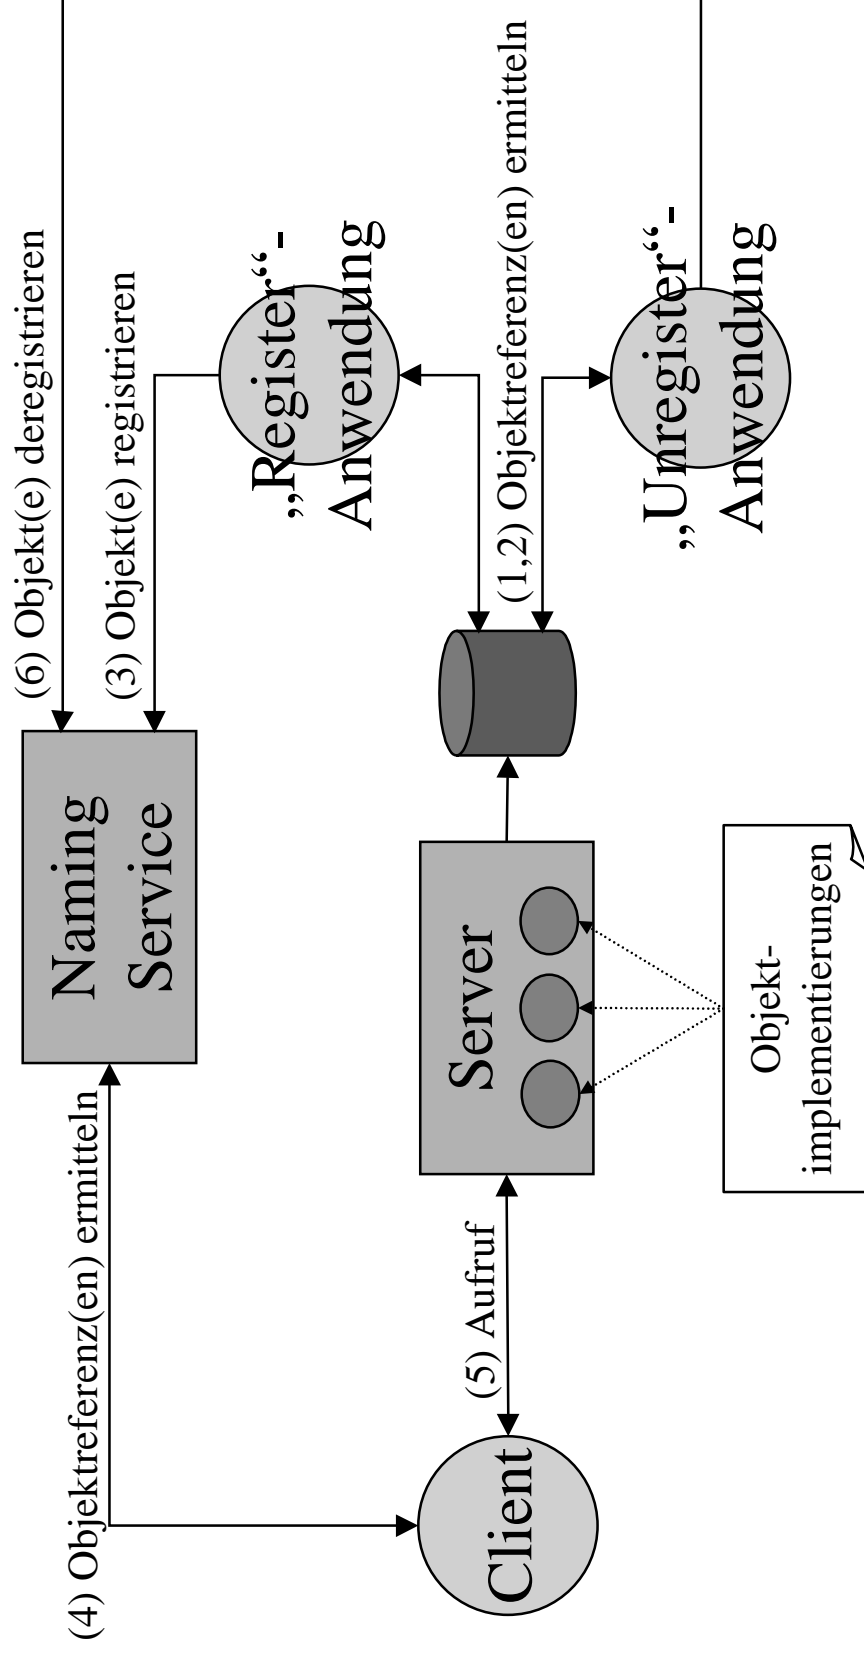 (4) Objektreferenz(en) ermitteln
(6) Objekt(e) deregistrieren
Naming
Service
(3) Objekt(e) registrieren
„Register“-
Anwendung
Client
(5) Aufruf
Server
(1,2) Objektreferenz(en) ermitteln
„Unregister“-
Anwendung
Objekt-
implementierungen